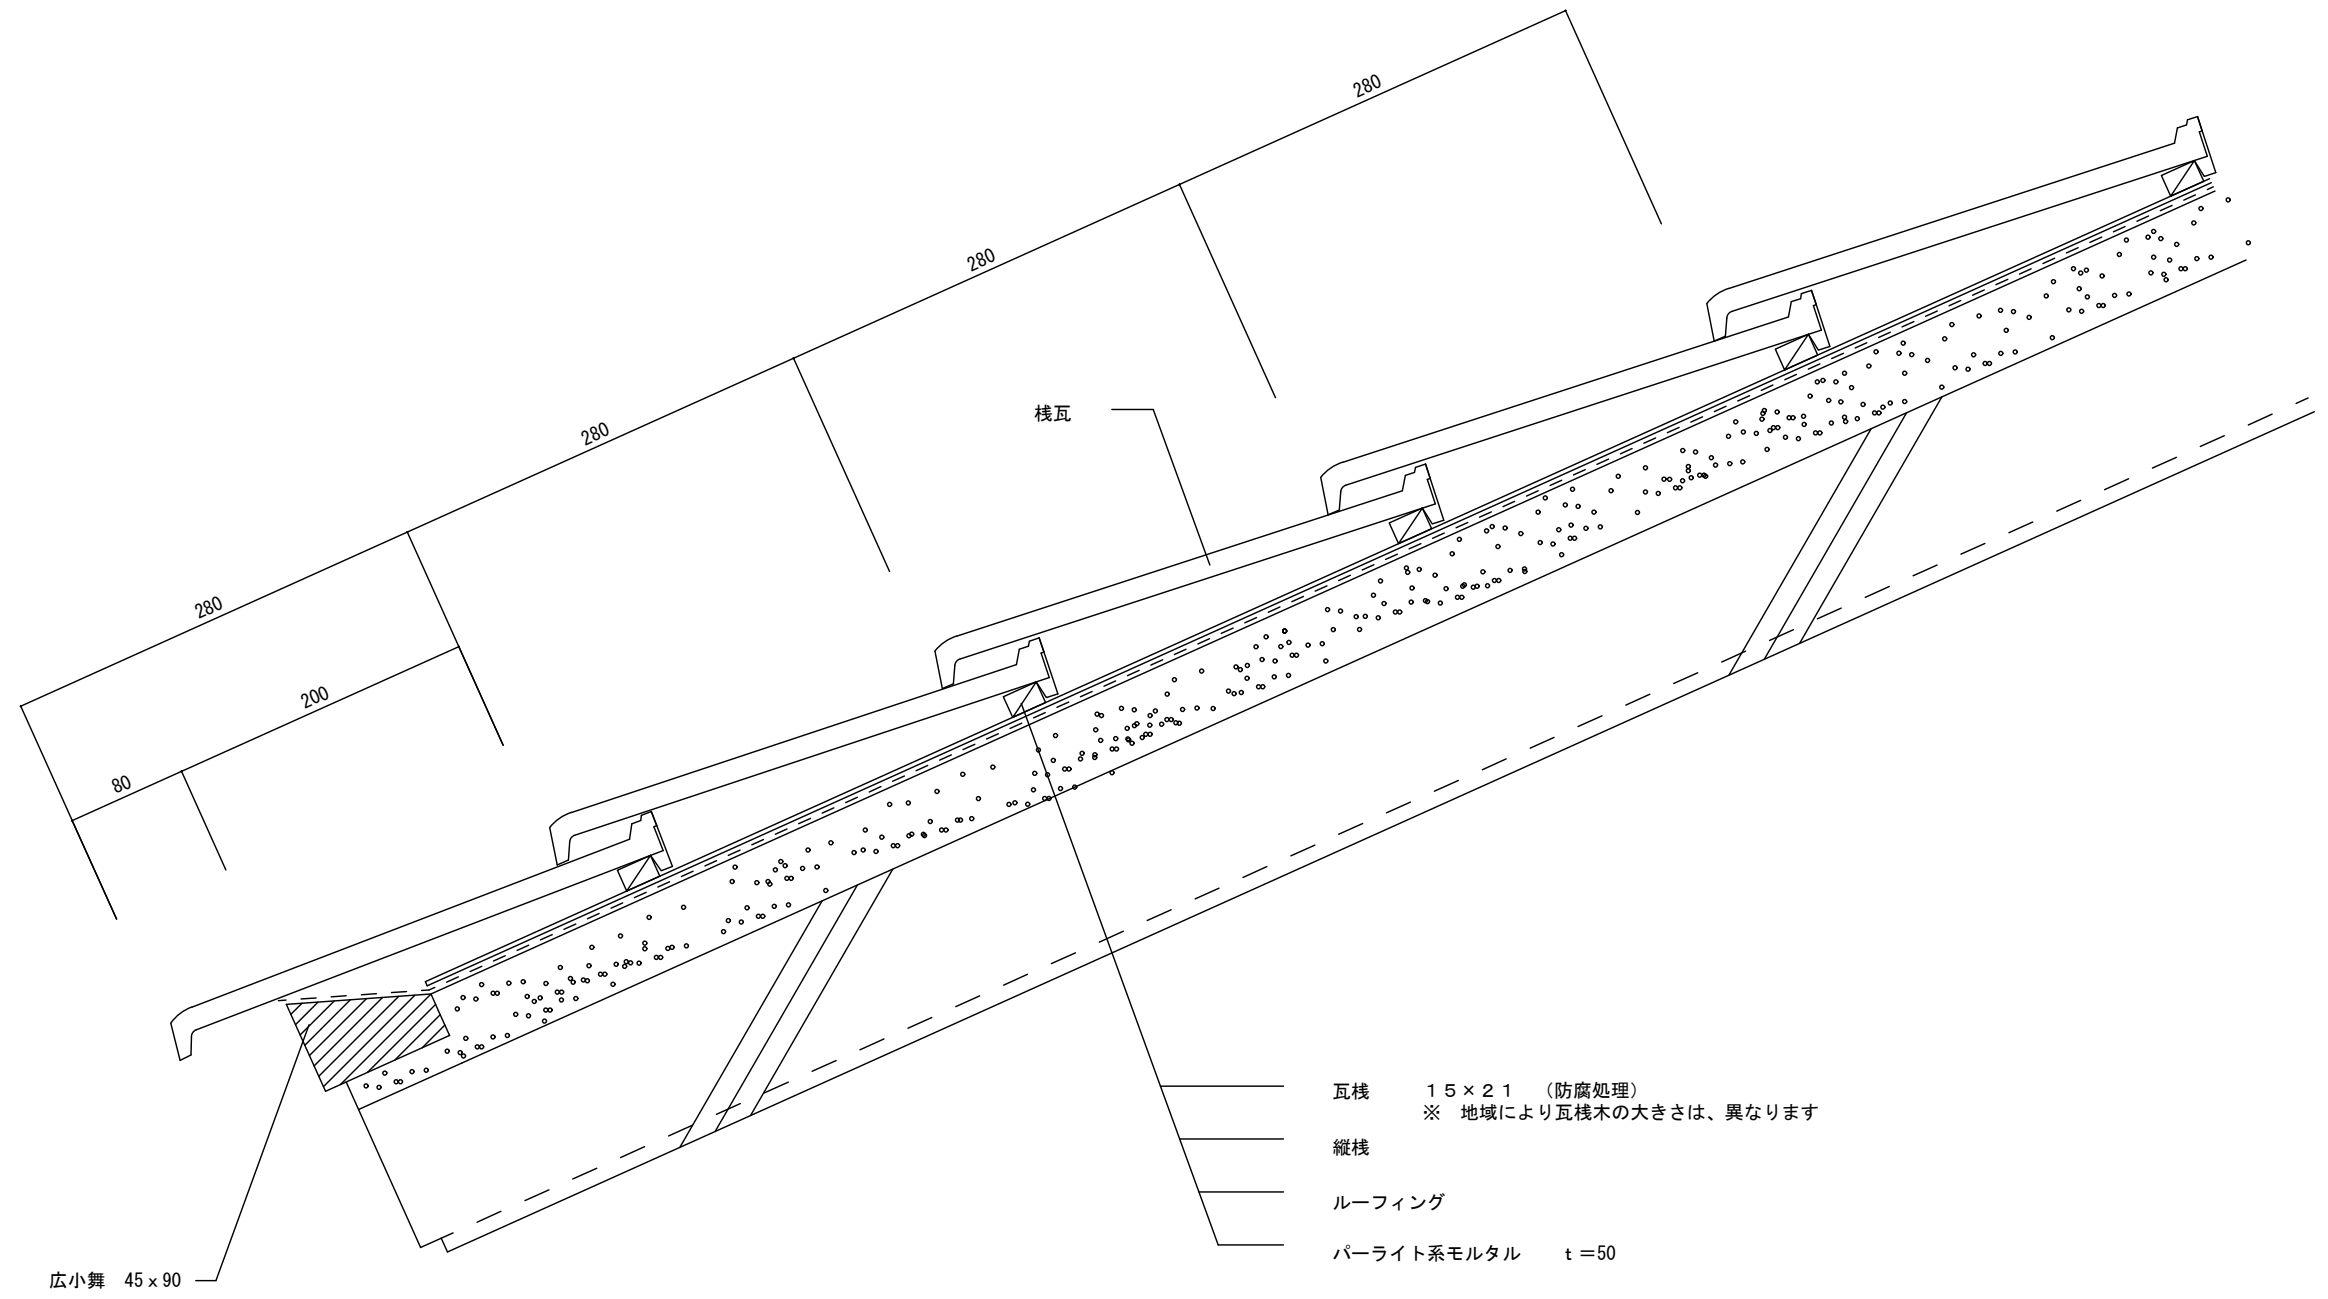 280
280
280
280
200
80
桟瓦
瓦桟　　　１５×２１　（防腐処理）
※　地域により瓦桟木の大きさは、異なります
縦桟
ルーフィング
パーライト系モルタル　　ｔ＝50
広小舞　45ｘ90